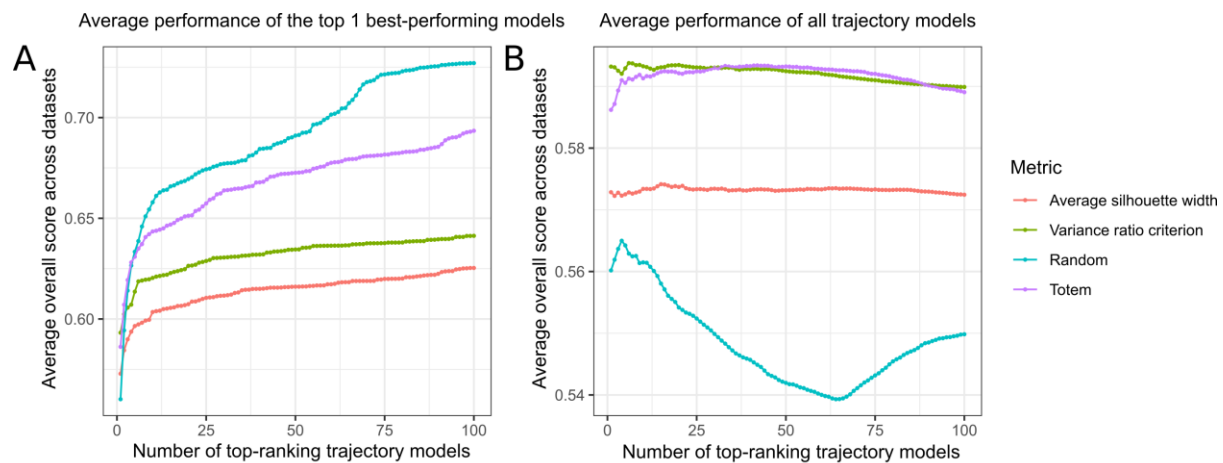 Average performance of the top 1 best-performing models
Average performance of all trajectory models
A
B
Average overall score across datasets
0.70
0.65
0.60
0 25 50 75 100
Number of top-ranking trajectory models
Average overall score across datasets
0.58
0.56
0.54
0 25 50 75 100
Number of top-ranking trajectory models
Metric
Average silhouette width
Variance ratio criterion
Random
Totem